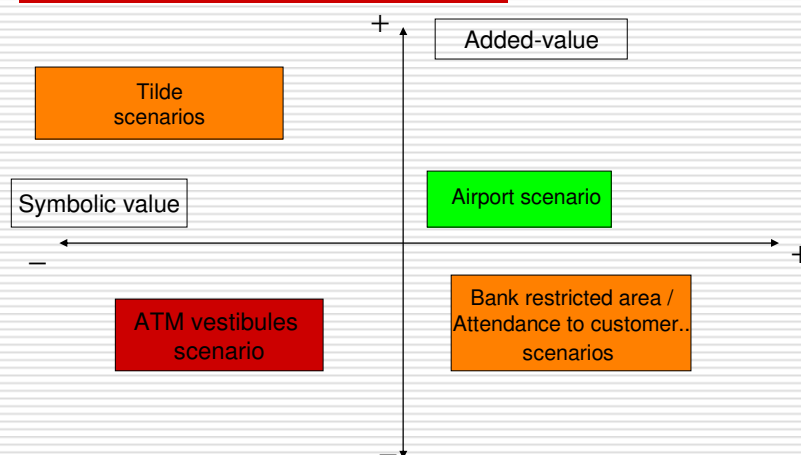 +
Added-value
Tilde
scenarios
Airport scenario
Symbolic value
–
+
Bank restricted area /
Attendance to customer..
scenarios
ATM vestibules
scenario
–